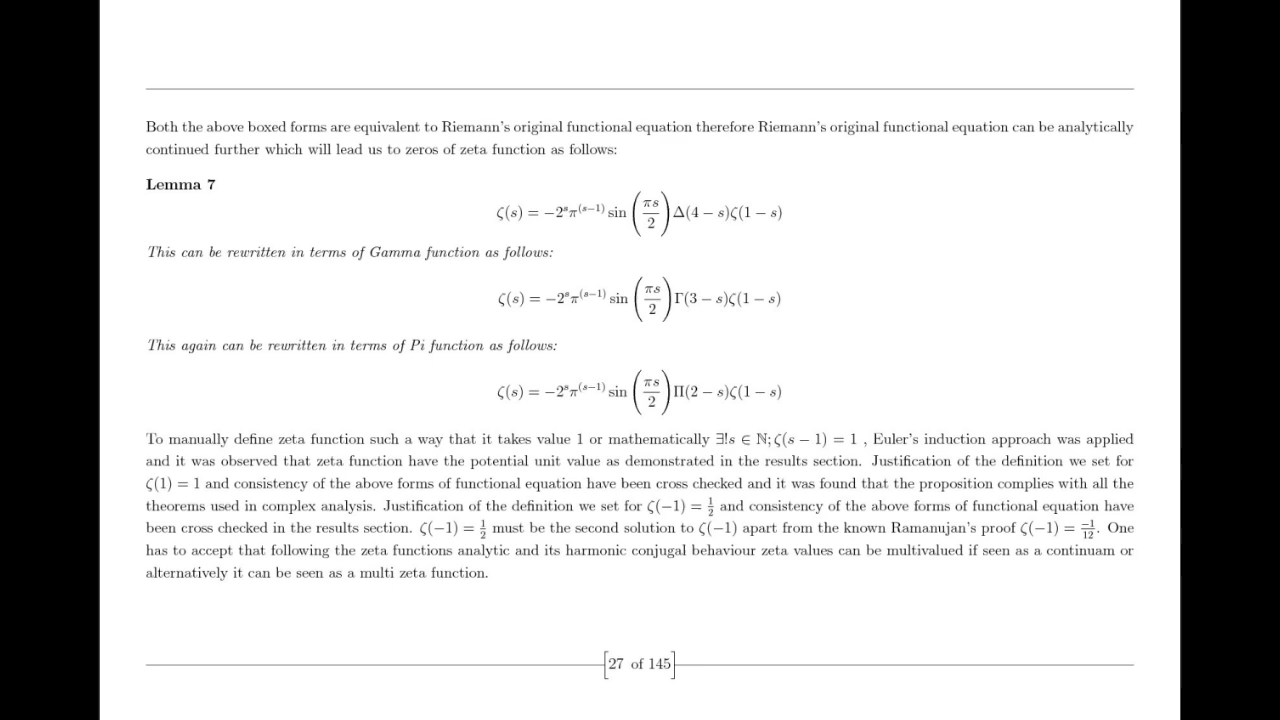 Both the above boxed forms are equivalent to Riemann's original functional equation therefore Riemann's original functional equation can be analytically
continued further which will lead us to zeros of zeta function as follows:
Lemma 7
ζ(s) = −2^s π^(s−1) sin(πs/2) Δ(4 − s)ζ(1 − s)
This can be rewritten in terms of Gamma function as follows:
ζ(s) = −2^s π^(s−1) sin(πs/2) Γ(3 − s)ζ(1 − s)
This again can be rewritten in terms of Pi function as follows:
ζ(s) = −2^s π^(s−1) sin(πs/2) Π(2 − s)ζ(1 − s)
To manually define zeta function such a way that it takes value 1 or mathematically ∃!s ∈ ℕ; ζ(s − 1) = 1 , Euler's induction approach was applied
and it was observed that zeta function have the potential unit value as demonstrated in the results section. Justification of the definition we set for
ζ(1) = 1 and consistency of the above forms of functional equation have been cross checked and it was found that the proposition complies with all the
theorems used in complex analysis. Justification of the definition we set for ζ(−1) = 1/2 and consistency of the above forms of functional equation have
been cross checked in the results section. ζ(−1) = 1/2 must be the second solution to ζ(−1) apart from the known Ramanujan's proof ζ(−1) = −1/12. One
has to accept that following the zeta functions analytic and its harmonic conjugal behaviour zeta values can be multivalued if seen as a continuam or
alternatively it can be seen as a multi zeta function.
[27 of 145]